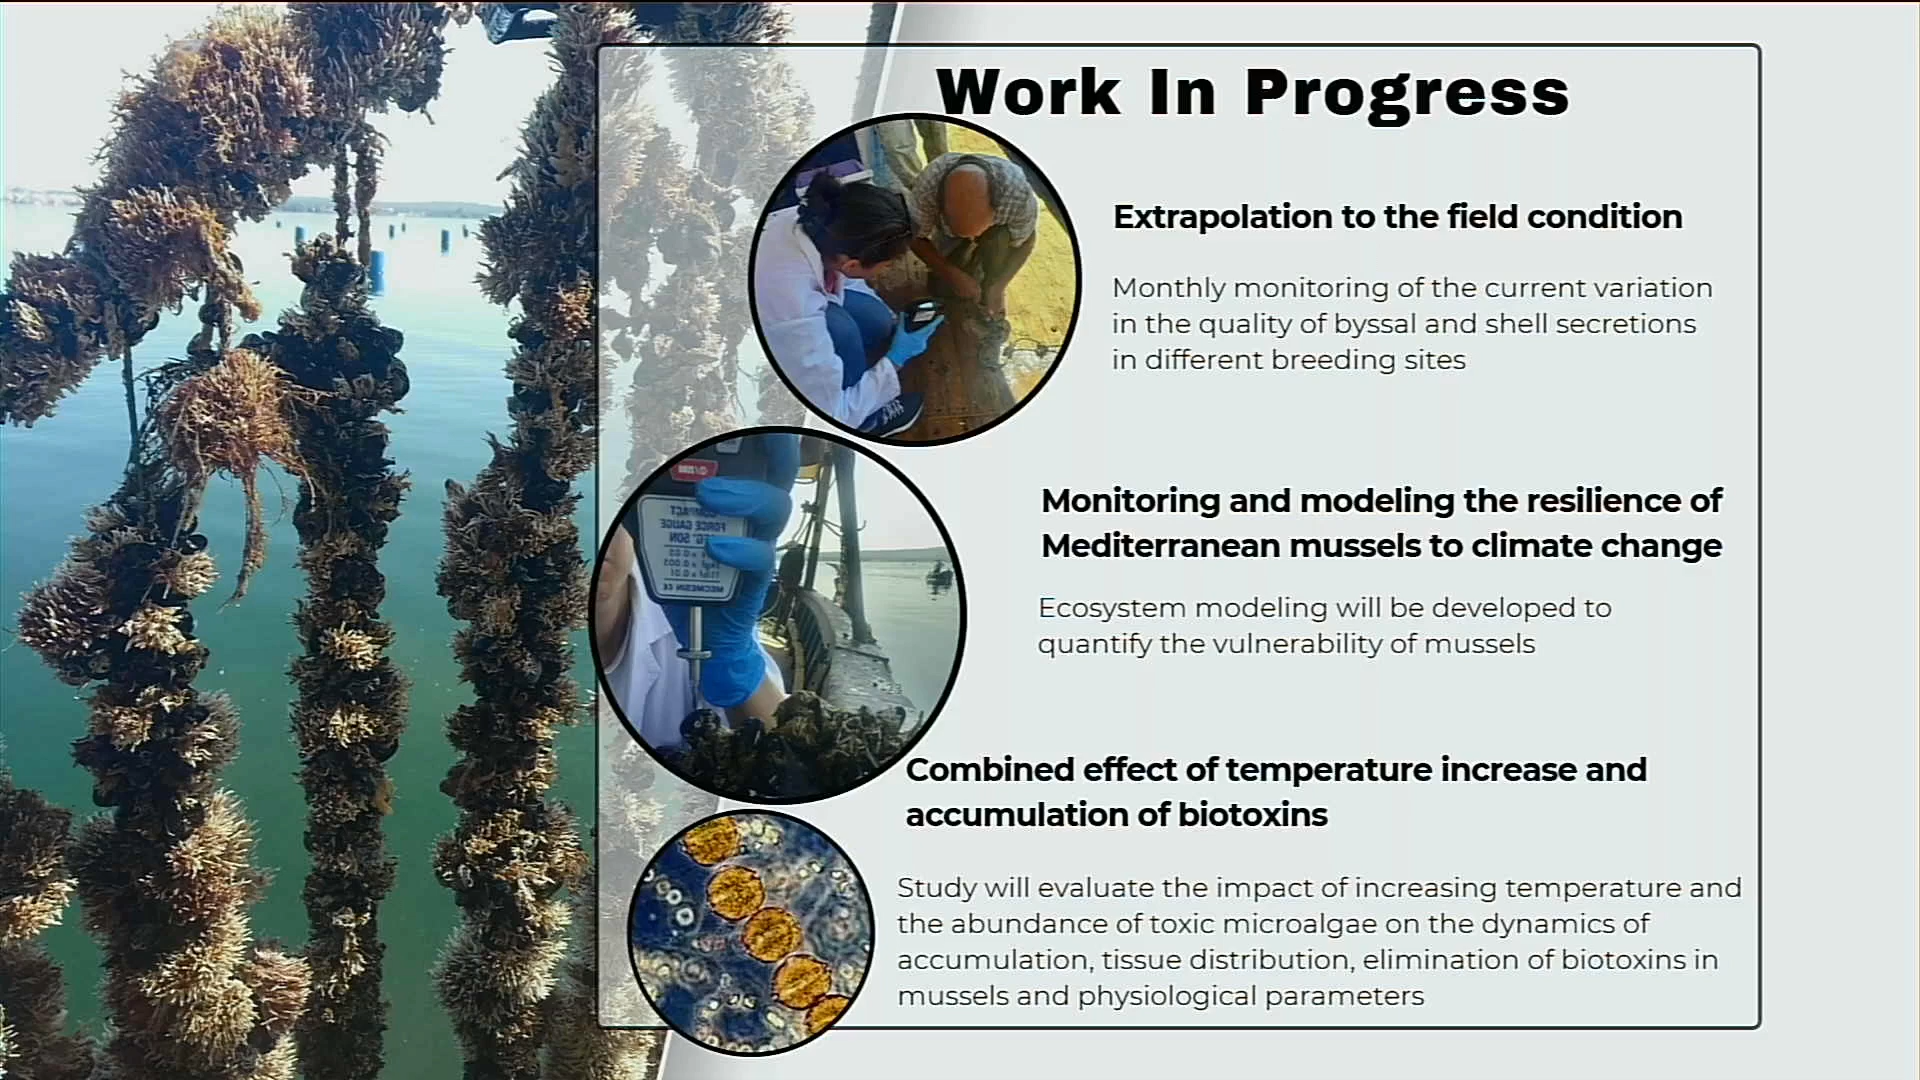 Work In Progress
Extrapolation to the field condition
Monthly monitoring of the current variation
in the quality of byssal and shell secretions
in different breeding sites
COMPACT
FORCE GAUGE
MECMESIN
Monitoring and modeling the resilience of
Mediterranean mussels to climate change
Ecosystem modeling will be developed to
quantify the vulnerability of mussels
Combined effect of temperature increase and
accumulation of biotoxins
Study will evaluate the impact of increasing temperature and
the abundance of toxic microalgae on the dynamics of
accumulation, tissue distribution, elimination of biotoxins in
mussels and physiological parameters